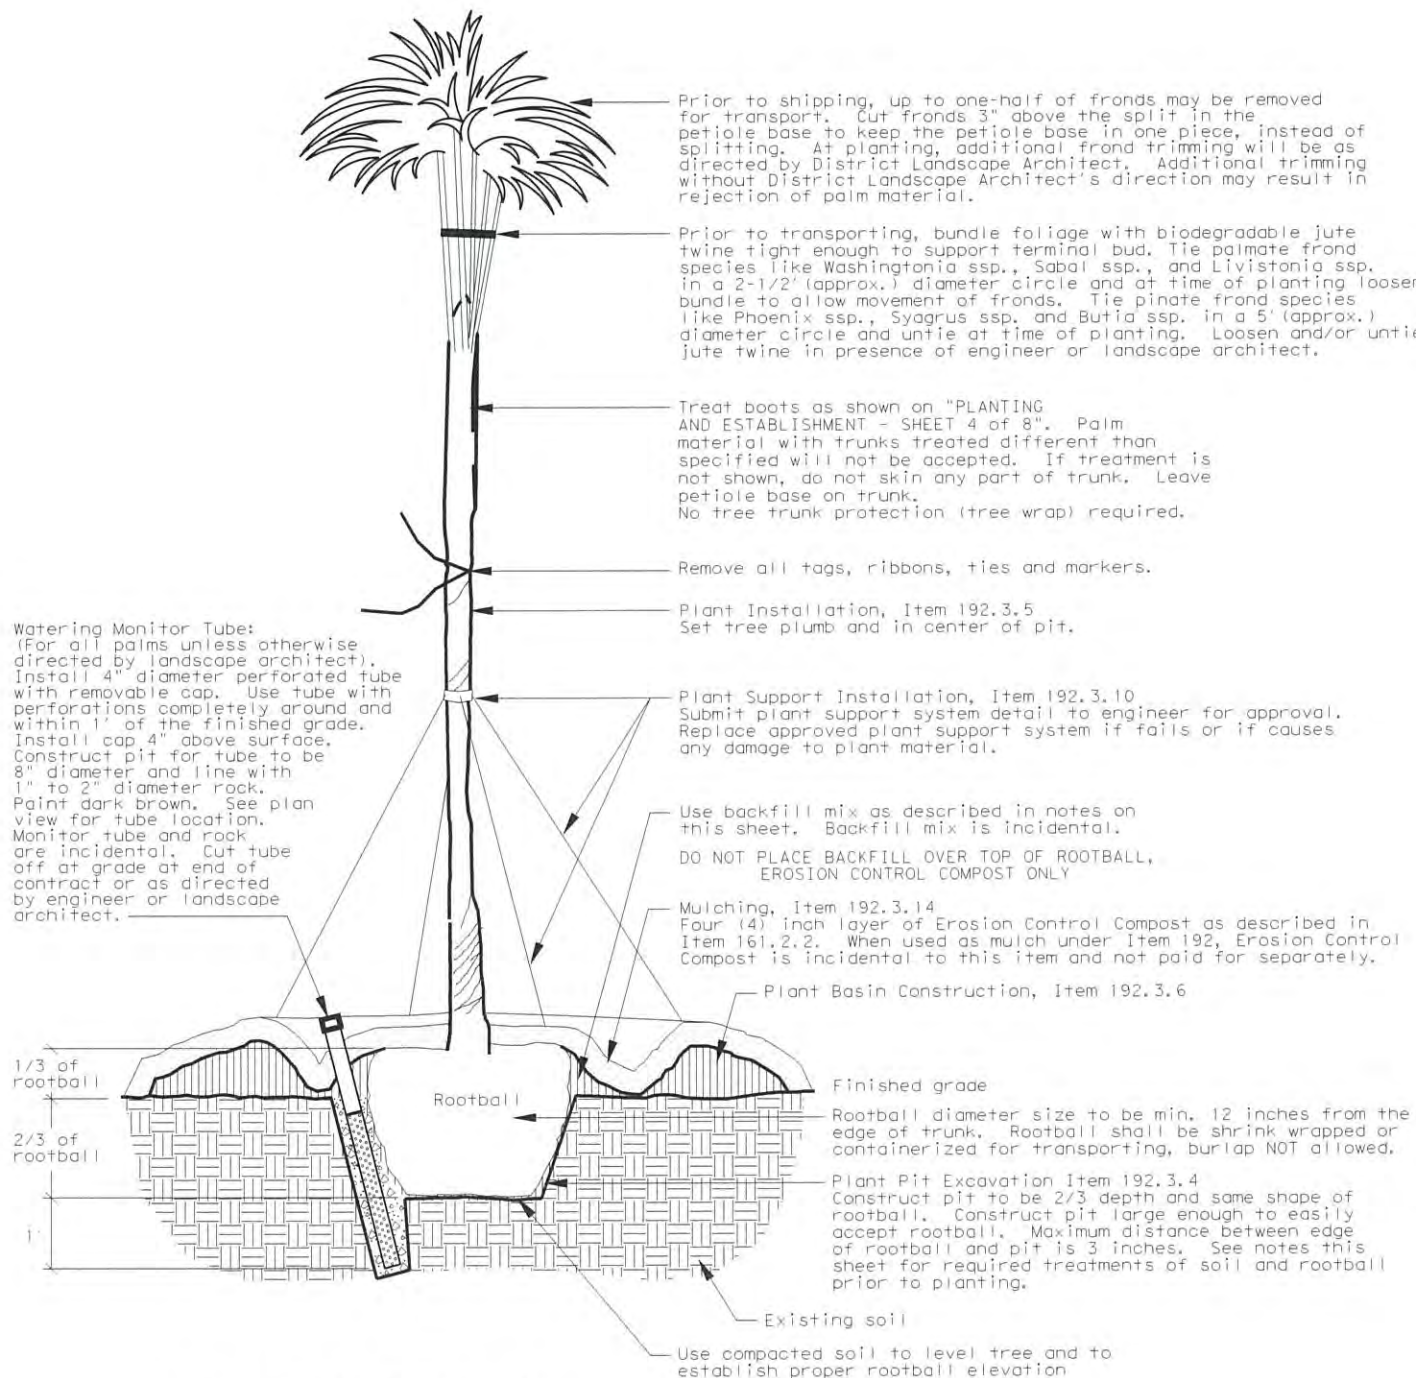 Prior to shipping, up to one-half of fronds may be removed
for transport. Cut fronds 3" above the split in the
petiole base to keep the petiole base in one piece, instead of
splitting. At planting, additional frond trimming will be as
directed by District Landscape Architect. Additional trimming
without District Landscape Architect's direction may result in
rejection of palm material.
Prior to transporting, bundle foliage with biodegradable jute
twine tight enough to support terminal bud. Tie palmate frond
species like Washingtonia ssp., Sabal ssp., and Livistonia ssp.
in a 2-1/2' (approx.) diameter circle and at time of planting loosen
bundle to allow movement of fronds. Tie pinate frond species
like Phoenix ssp., Syagrus ssp. and Butia ssp. in a 5' (approx.)
diameter circle and untie at time of planting. Loosen and/or untie
jute twine in presence of engineer or landscape architect.
Treat boots as shown on "PLANTING
AND ESTABLISHMENT - SHEET 4 of 8". Palm
material with trunks treated different than
specified will not be accepted. If treatment is
not shown, do not skin any part of trunk. Leave
petiole base on trunk.
No tree trunk protection (tree wrap) required.
Remove all tags, ribbons, ties and markers.
Plant Installation, Item 192.3.5
Set tree plumb and in center of pit.
Watering Monitor Tube:
(For all palms unless otherwise
directed by landscape architect).
Install 4" diameter perforated tube
with removable cap. Use tube with
perforations completely around and
within 1' of the finished grade.
Install cap 4" above surface.
Construct pit for tube to be
8" diameter and line with
1" to 2" diameter rock.
Paint dark brown. See plan
view for tube location.
Monitor tube and rock
are incidental. Cut tube
off at grade at end of
contract or as directed
by engineer or landscape
architect.
Plant Support Installation, Item 192.3.10
Submit plant support system detail to engineer for approval.
Replace approved plant support system if fails or if causes
any damage to plant material.
Use backfill mix as described in notes on
this sheet. Backfill mix is incidental.
DO NOT PLACE BACKFILL OVER TOP OF ROOTBALL,
EROSION CONTROL COMPOST ONLY
Mulching, Item 192.3.14
Four (4) inch layer of Erosion Control Compost as described in
Item 161.2.2. When used as mulch under Item 192, Erosion Control
Compost is incidental to this item and not paid for separately.
Plant Basin Construction, Item 192.3.6
1/3 of
rootball
Finished grade
Rootball
2/3 of
rootball
Rootball diameter size to be min. 12 inches from the
edge of trunk. Rootball shall be shrink wrapped or
containerized for transporting, burlap NOT allowed.
Plant Pit Excavation Item 192.3.4
Construct pit to be 2/3 depth and same shape of
rootball. Construct pit large enough to easily
accept rootball. Maximum distance between edge
of rootball and pit is 3 inches. See notes this
sheet for required treatments of soil and rootball
prior to planting.
1'
Existing soil
Use compacted soil to level tree and to
establish proper rootball elevation